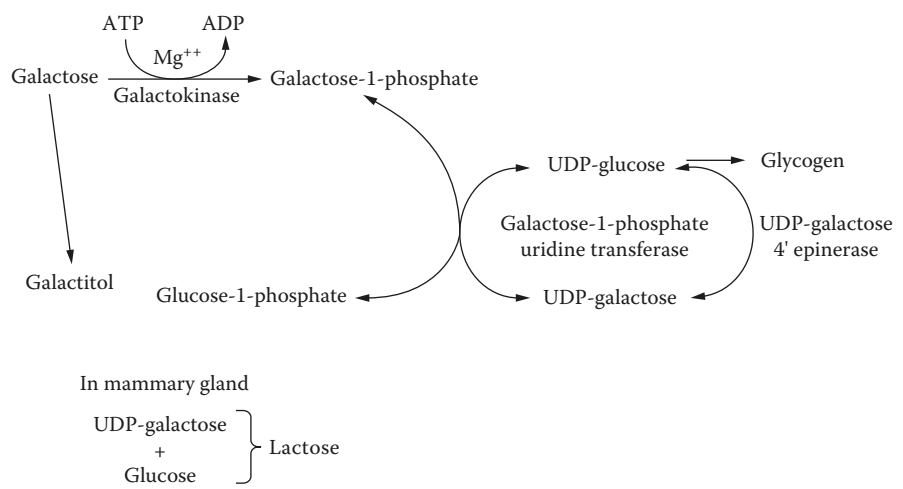 ATP ADP
Mg++
Galactose Galactose-1-phosphate
Galactokinase
UDP-glucose Glycogen
Galactose-1-phosphate UDP-galactose
uridine transferase 4' epinerase
Galactitol
Glucose-1-phosphate UDP-galactose
In mammary gland
UDP-galactose
+ Lactose
Glucose